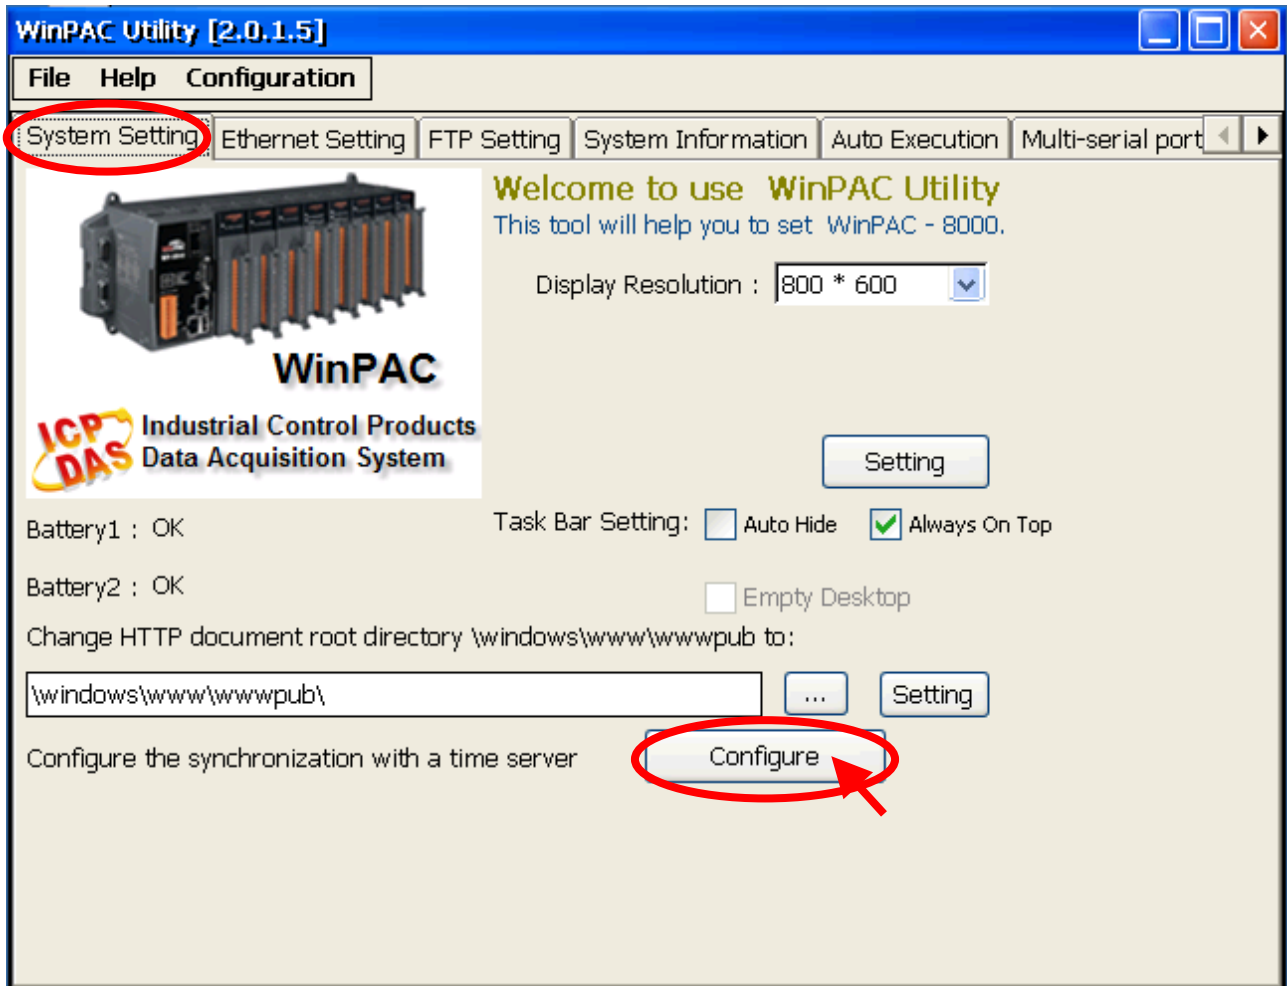 WinPAC Utility [2.0.1.5]
File Help Configuration
System Setting Ethernet Setting FTP Setting System Information Auto Execution Multi-serial port
Welcome to use WinPAC Utility
This tool will help you to set WinPAC - 8000.
Display Resolution : 800 * 600
WinPAC
ICP DAS
Industrial Control Products
Data Acquisition System
Setting
Battery1 : OK
Task Bar Setting: Auto Hide Always On Top
Battery2 : OK
Empty Desktop
Change HTTP document root directory \windows\www\wwwpub to:
\windows\www\wwwpub\ ... Setting
Configure the synchronization with a time server Configure